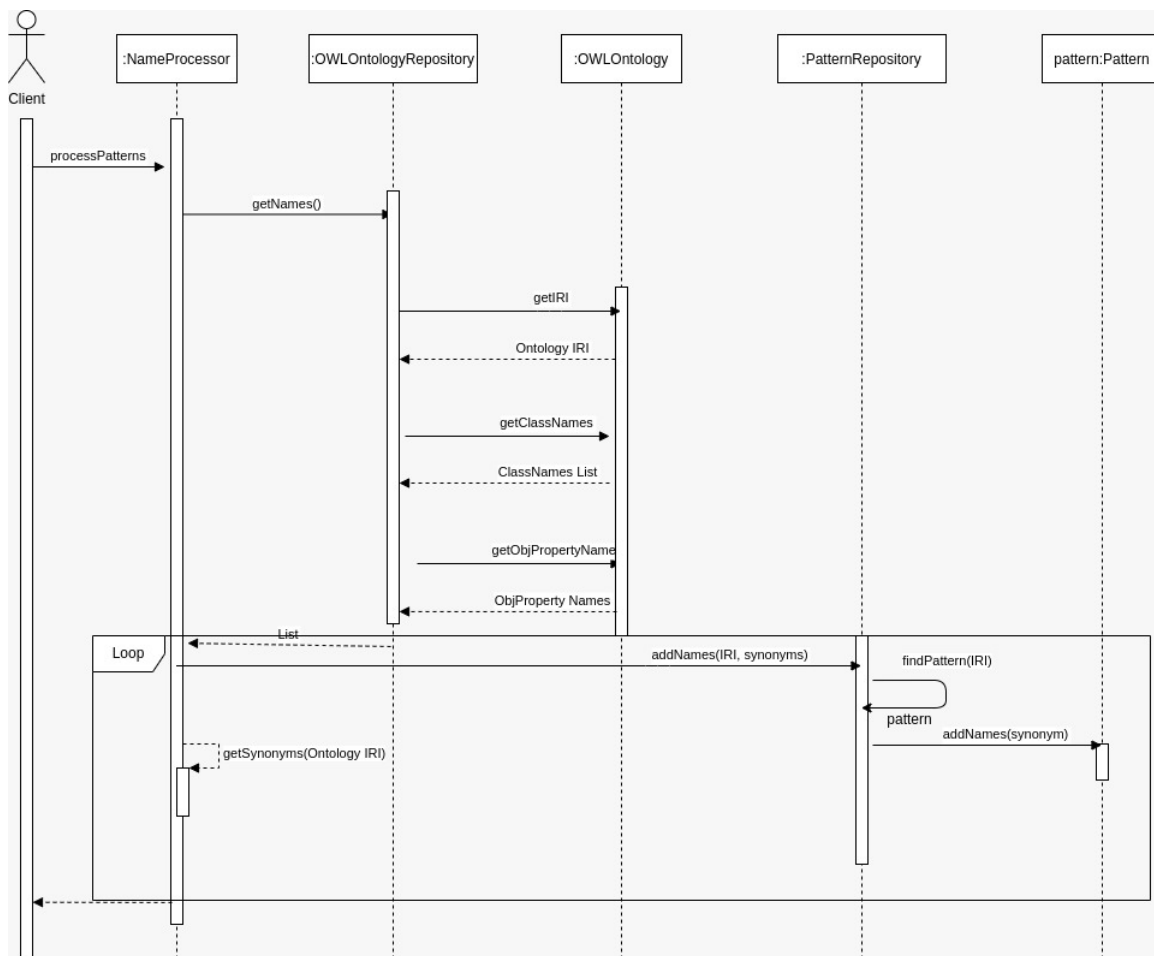 Client
:NameProcessor
:OWLOntologyRepository
:OWLOntology
:PatternRepository
pattern:Pattern
processPatterns
getNames()
getIRI
Ontology IRI
getClassNames
ClassNames List
getObjPropertyName
ObjProperty Names
List
Loop
addNames(IRI, synonyms)
findPattern(IRI)
pattern
addNames(synonym)
getSynonyms(Ontology IRI)